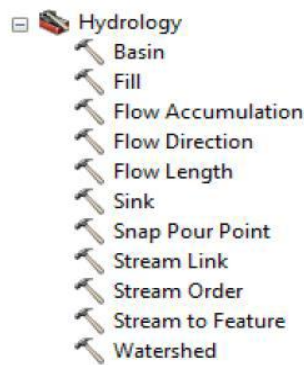 Hydrology
Basin
Fill
Flow Accumulation
Flow Direction
Flow Length
Sink
Snap Pour Point
Stream Link
Stream Order
Stream to Feature
Watershed